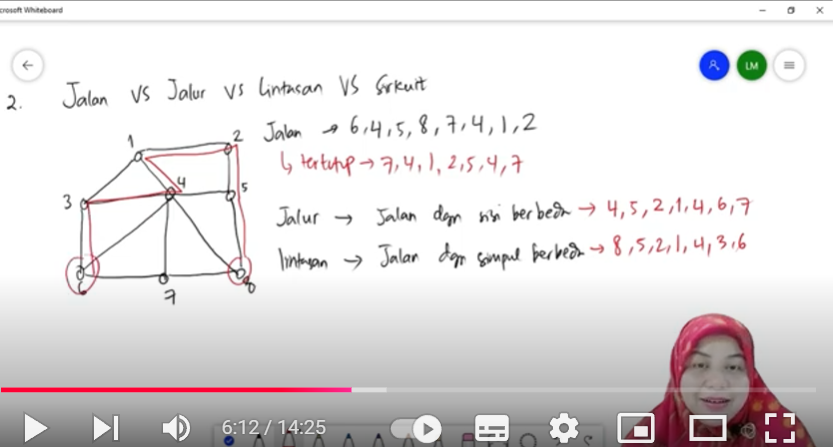 crosoft Whiteboard
LM
2. Jalan vs Jalur vs lintasan vs Sirkuit
Jalan → 6,4,5,8,7,4,1,2
↳ tertutup → 7,4,1,2,5,4,7
Jalur → Jalan dgn sisi berbeda → 4,5,2,1,4,6,7
lintasan → Jalan dgn simpul berbeda → 8,5,2,1,4,3,6
1 2
4
3 5
6 8
7
6:12 / 14:25